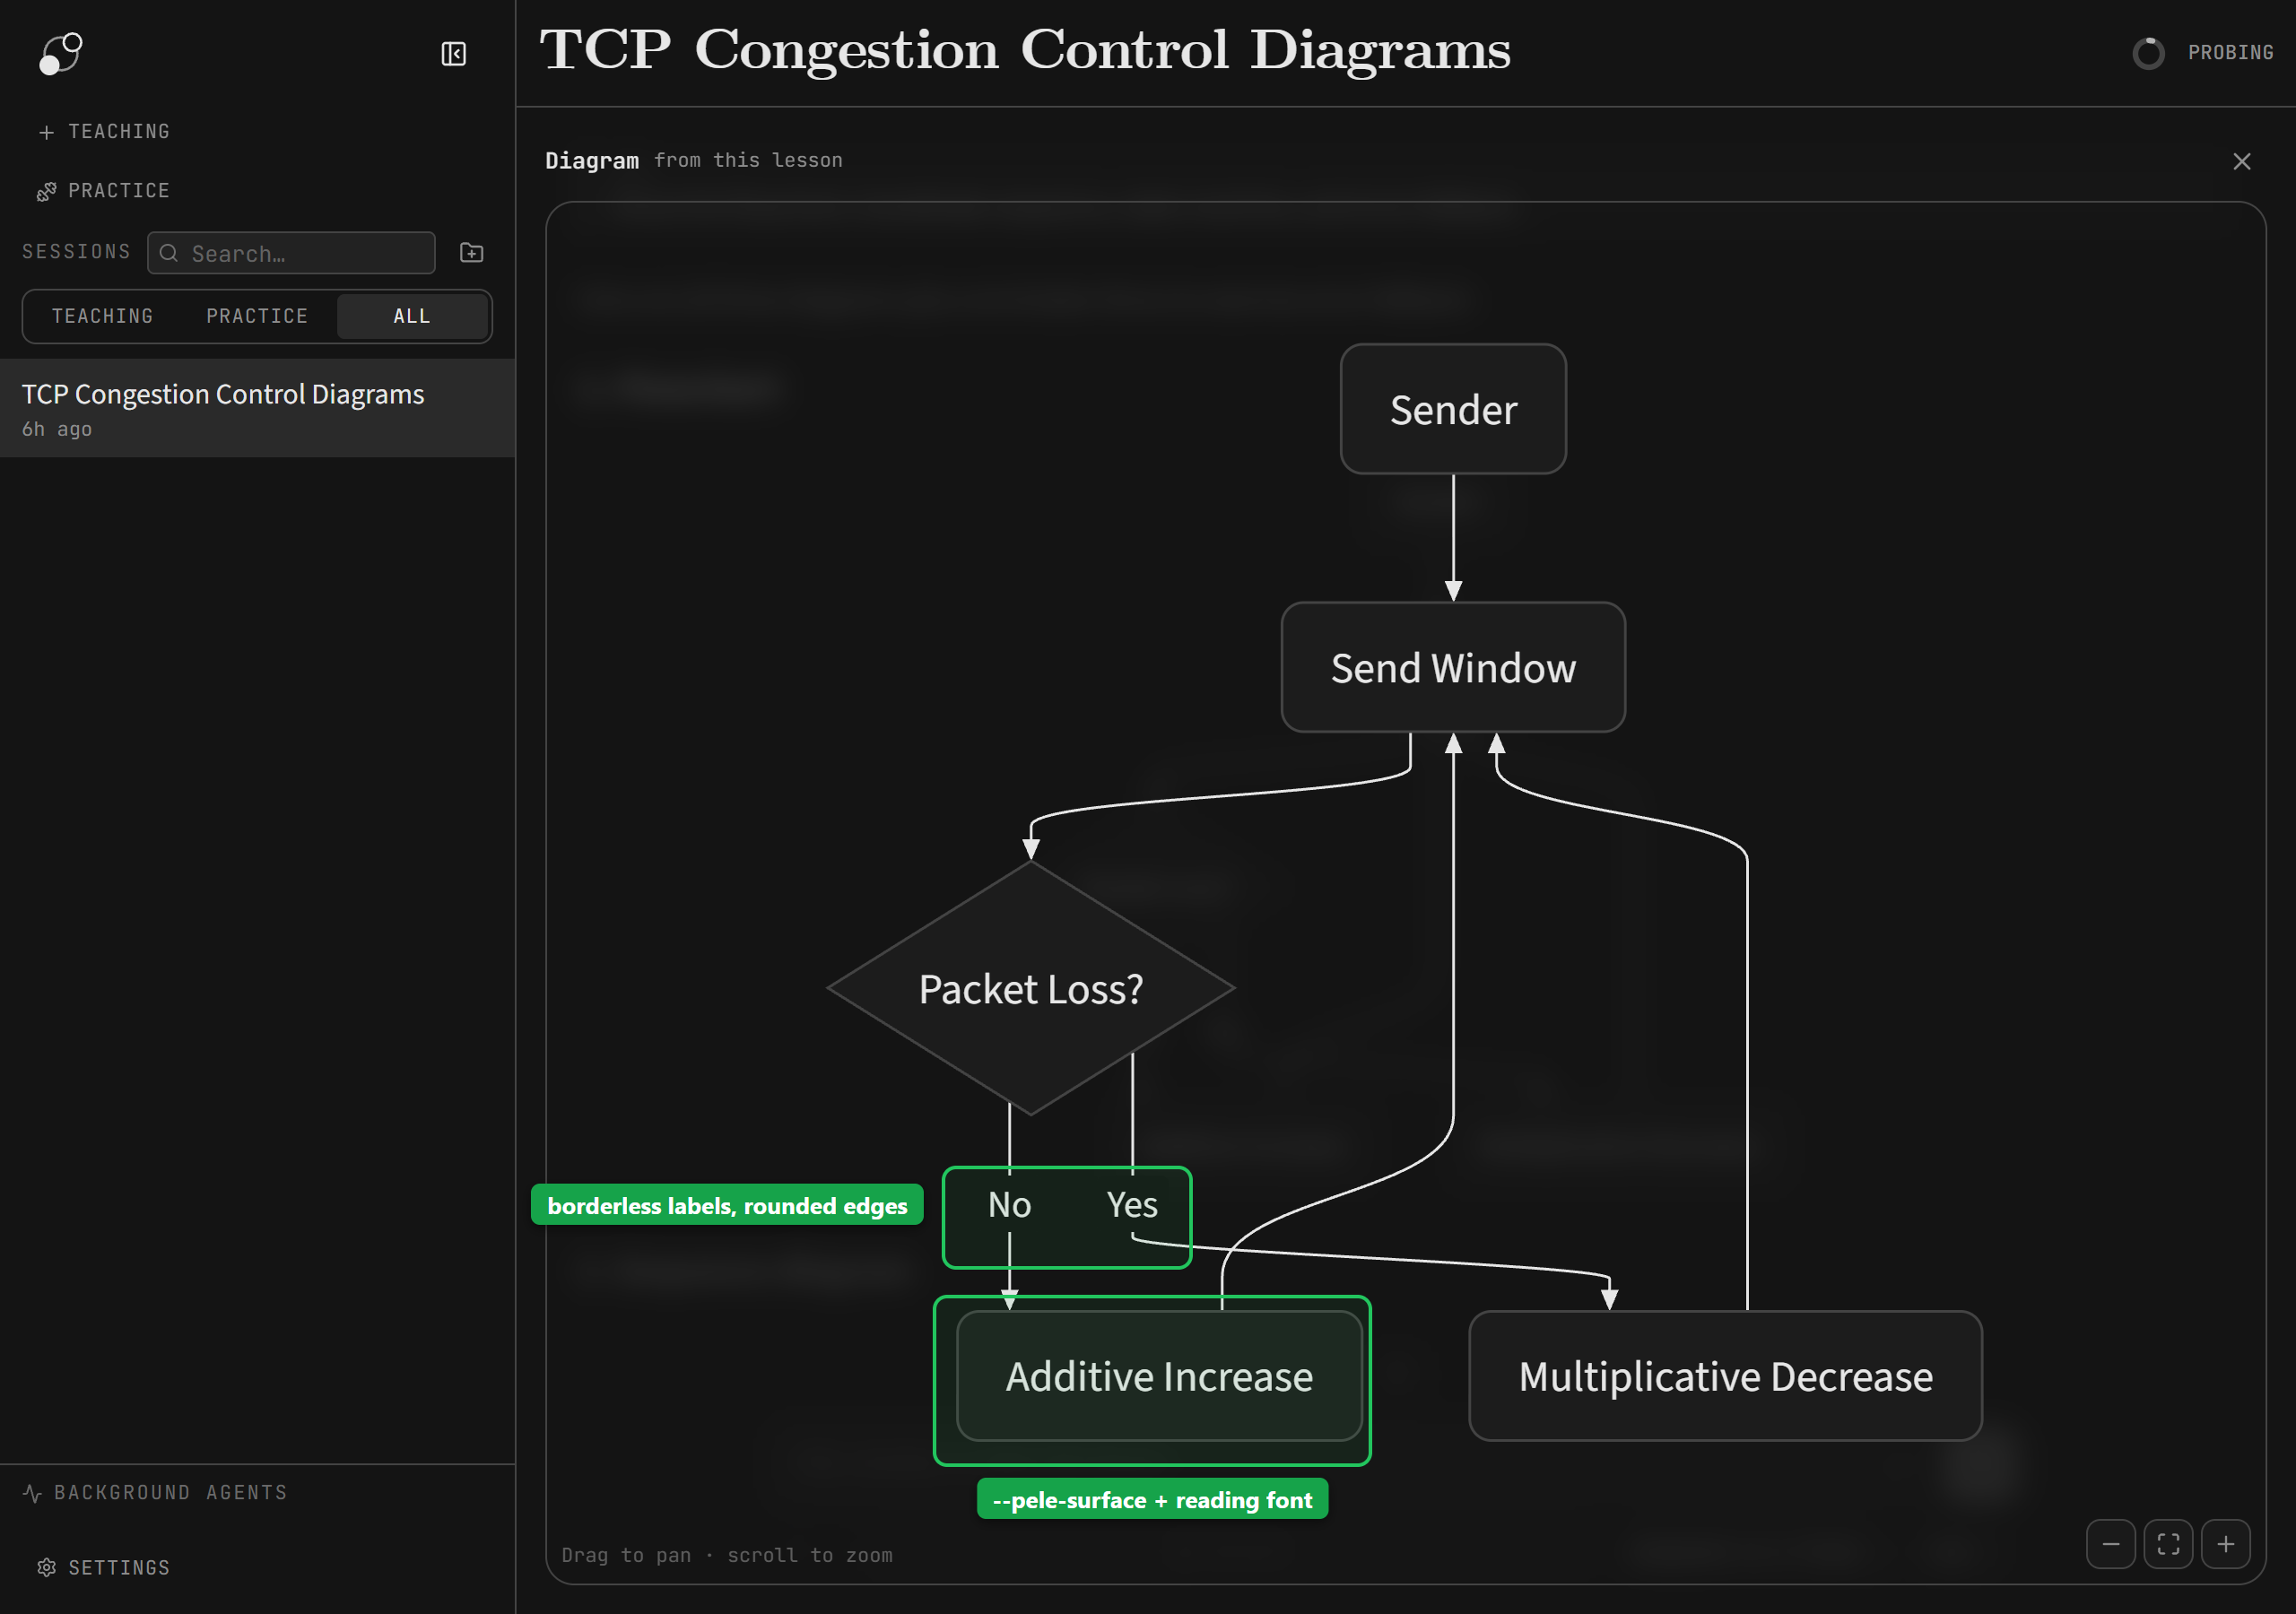 TCP Congestion Control Diagrams
PROBING
TEACHING
PRACTICE
SESSIONS
Search…
TEACHING
PRACTICE
ALL
TCP Congestion Control Diagrams
6h ago
BACKGROUND AGENTS
SETTINGS
Diagram from this lesson
Sender
Send Window
Packet Loss?
borderless labels, rounded edges
No
Yes
Additive Increase
Multiplicative Decrease
--pele-surface + reading font
Drag to pan · scroll to zoom